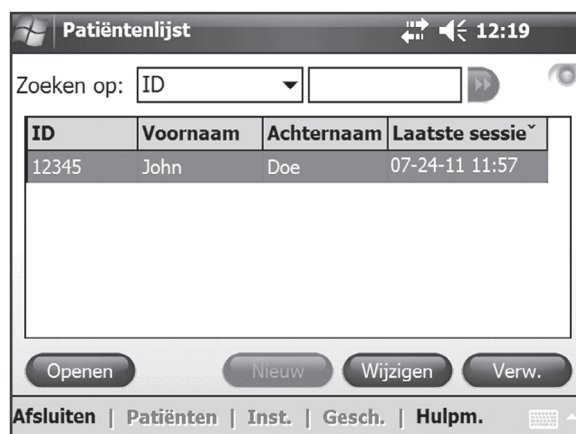 Patiëntenlijst 12:19
Zoeken op: ID
ID Voornaam Achternaam Laatste sessie
12345 John Doe 07-24-11 11:57
Openen Nieuw Wijzigen Verw.
Afsluiten | Patiënten | Inst. | Gesch. | Hulpm.